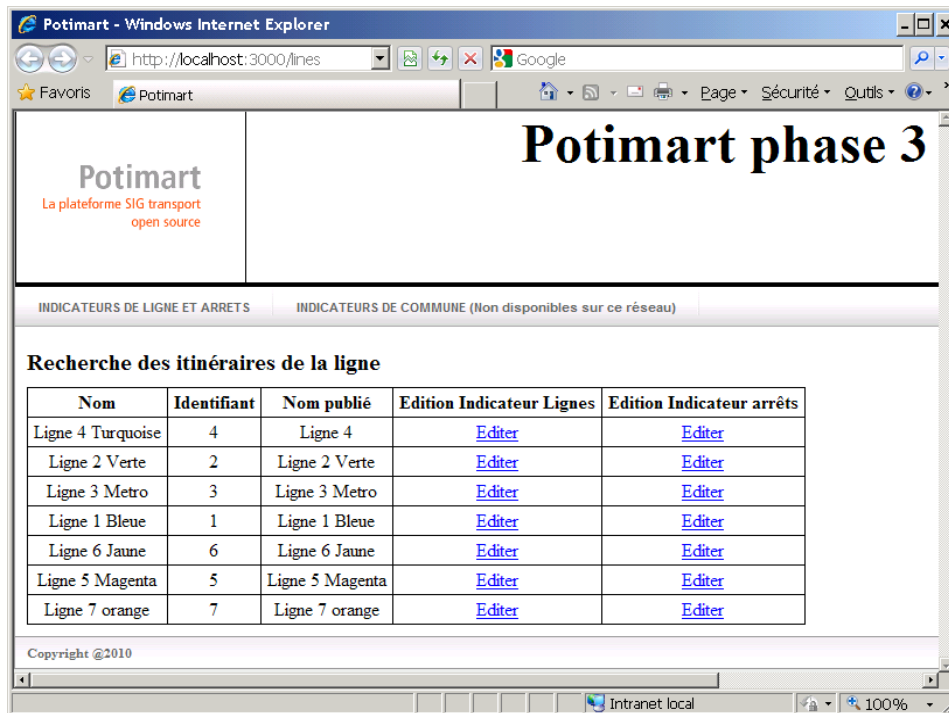 Potimart - Windows Internet Explorer
http://localhost:3000/lines
Google
Favoris
Potimart
Page
Sécurité
Outils
Potimart
La plateforme SIG transport
open source
Potimart phase 3
INDICATEURS DE LIGNE ET ARRETS
INDICATEURS DE COMMUNE (Non disponibles sur ce réseau)
Recherche des itinéraires de la ligne
Nom Identifiant Nom publié Edition Indicateur Lignes Edition Indicateur arrêts
Ligne 4 Turquoise 4 Ligne 4 Editer Editer
Ligne 2 Verte 2 Ligne 2 Verte Editer Editer
Ligne 3 Metro 3 Ligne 3 Metro Editer Editer
Ligne 1 Bleue 1 Ligne 1 Bleue Editer Editer
Ligne 6 Jaune 6 Ligne 6 Jaune Editer Editer
Ligne 5 Magenta 5 Ligne 5 Magenta Editer Editer
Ligne 7 orange 7 Ligne 7 orange Editer Editer
Copyright @2010
Intranet local
100%